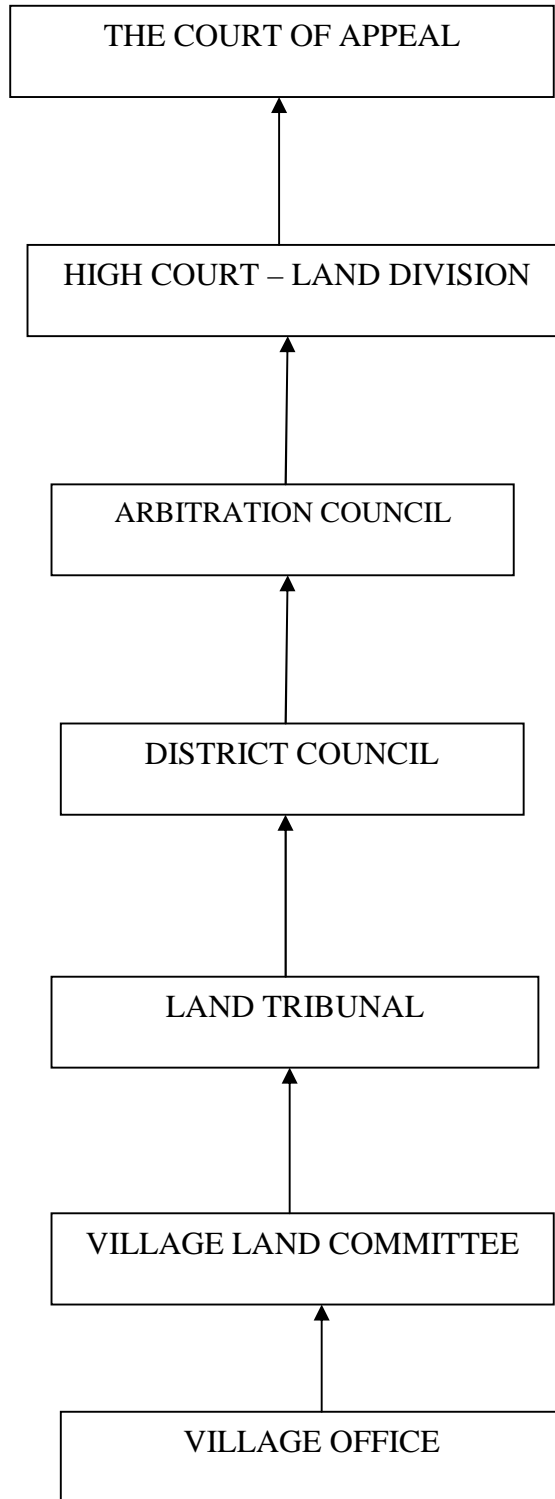 THE COURT OF APPEAL
HIGH COURT – LAND DIVISION
ARBITRATION COUNCIL
DISTRICT COUNCIL
LAND TRIBUNAL
VILLAGE LAND COMMITTEE
VILLAGE OFFICE